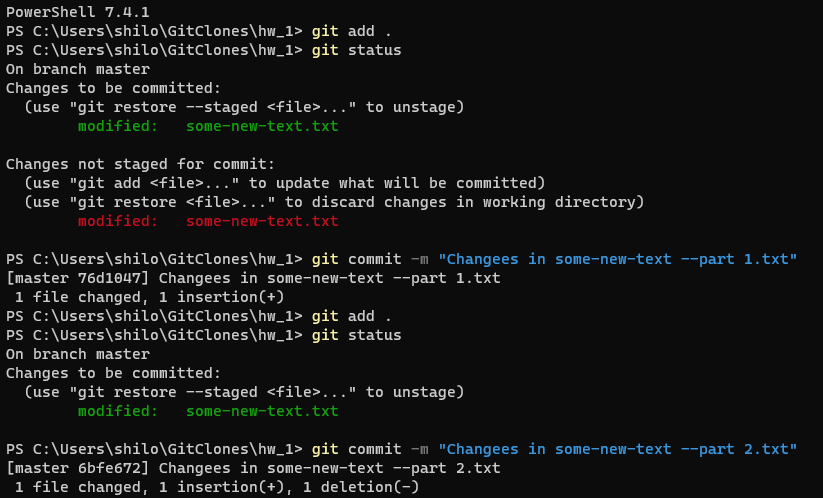 PowerShell 7.4.1
PS C:\Users\shilo\GitClones\hw_1> git add .
PS C:\Users\shilo\GitClones\hw_1> git status
On branch master
Changes to be committed:
  (use "git restore --staged <file>..." to unstage)
        modified:   some-new-text.txt

Changes not staged for commit:
  (use "git add <file>..." to update what will be committed)
  (use "git restore <file>..." to discard changes in working directory)
        modified:   some-new-text.txt

PS C:\Users\shilo\GitClones\hw_1> git commit -m "Changees in some-new-text --part 1.txt"
[master 76d1047] Changees in some-new-text --part 1.txt
 1 file changed, 1 insertion(+)
PS C:\Users\shilo\GitClones\hw_1> git add .
PS C:\Users\shilo\GitClones\hw_1> git status
On branch master
Changes to be committed:
  (use "git restore --staged <file>..." to unstage)
        modified:   some-new-text.txt

PS C:\Users\shilo\GitClones\hw_1> git commit -m "Changees in some-new-text --part 2.txt"
[master 6bfe672] Changees in some-new-text --part 2.txt
 1 file changed, 1 insertion(+), 1 deletion(-)